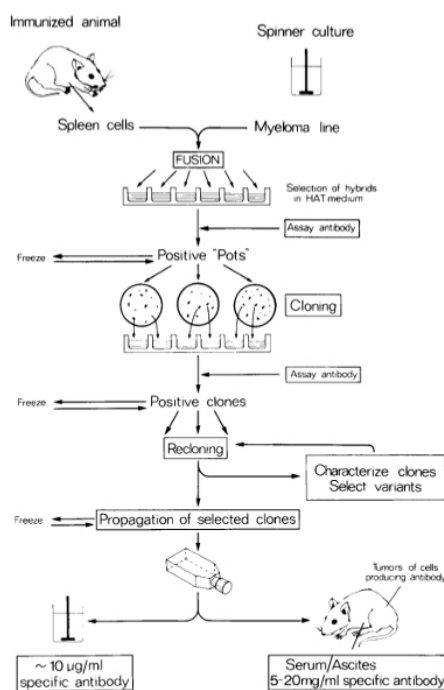 Immunized animal
Spinner culture
Spleen cells
Myeloma line
FUSION
Selection of hybrids
in HAT medium
Assay antibody
Freeze
Positive "Pots"
Cloning
Assay antibody
Freeze
Positive clones
Recloning
Characterize clones
Select variants
Freeze
Propagation of selected clones
Tumors of cells
producing antibody
~ 10 µg/ml
specific antibody
Serum/Ascites
5-20mg/ml specific antibody